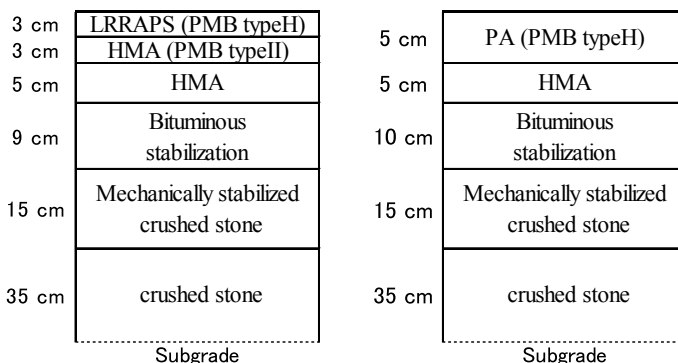 3 cm LRRAPS (PMB typeH)
3 cm HMA (PMB typeII)
5 cm HMA
9 cm Bituminous
stabilization
15 cm Mechanically stabilized
crushed stone
35 cm crushed stone
Subgrade
5 cm PA (PMB typeH)
5 cm HMA
10 cm Bituminous
stabilization
15 cm Mechanically stabilized
crushed stone
35 cm crushed stone
Subgrade